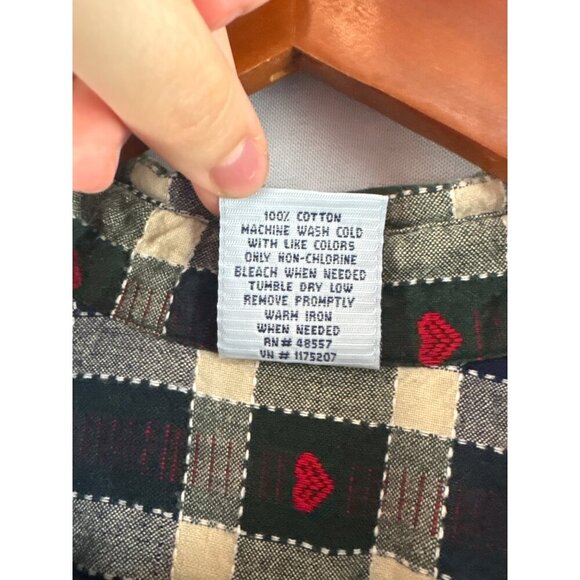 100% COTTON
MACHINE WASH COLD
WITH LIKE COLORS
ONLY NON-CHLORINE
BLEACH WHEN NEEDED
TUMBLE DRY LOW
REMOVE PROMPTLY
WARM IRON
WHEN NEEDED
RN# 48557
VN # 1175207